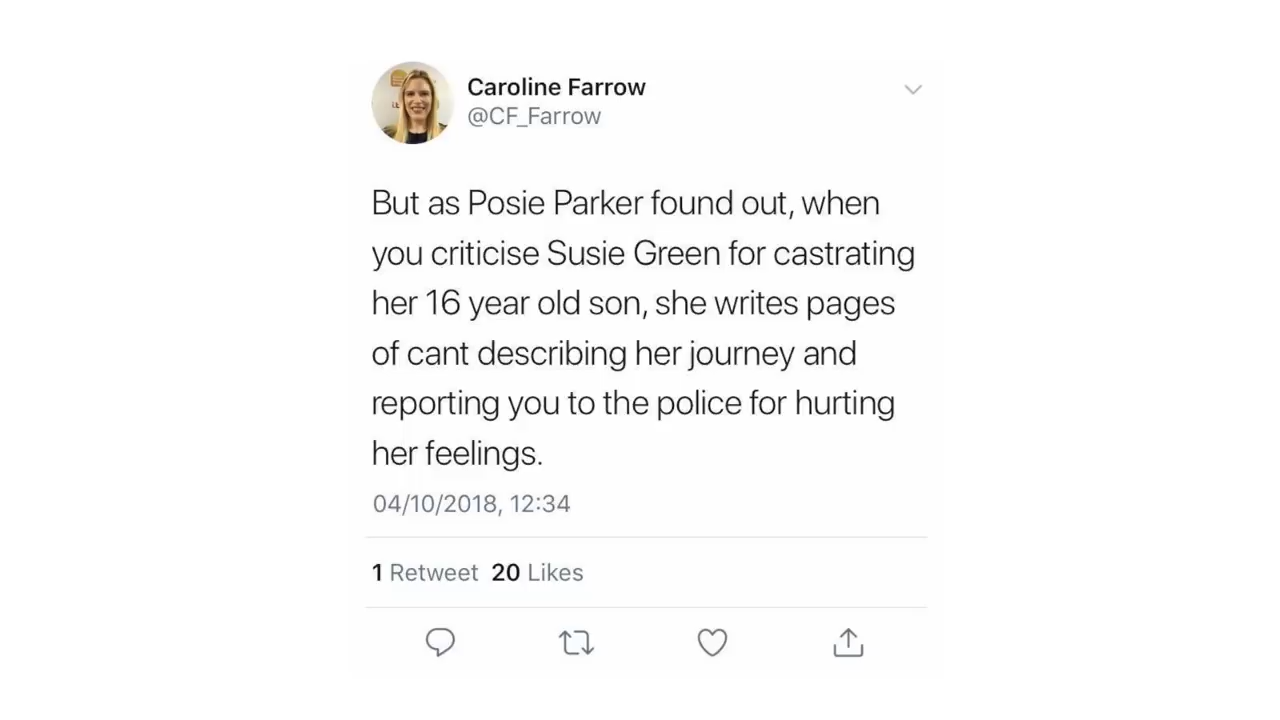 Caroline Farrow
@CF_Farrow
But as Posie Parker found out, when
you criticise Susie Green for castrating
her 16 year old son, she writes pages
of cant describing her journey and
reporting you to the police for hurting
her feelings.
04/10/2018, 12:34
1 Retweet 20 Likes